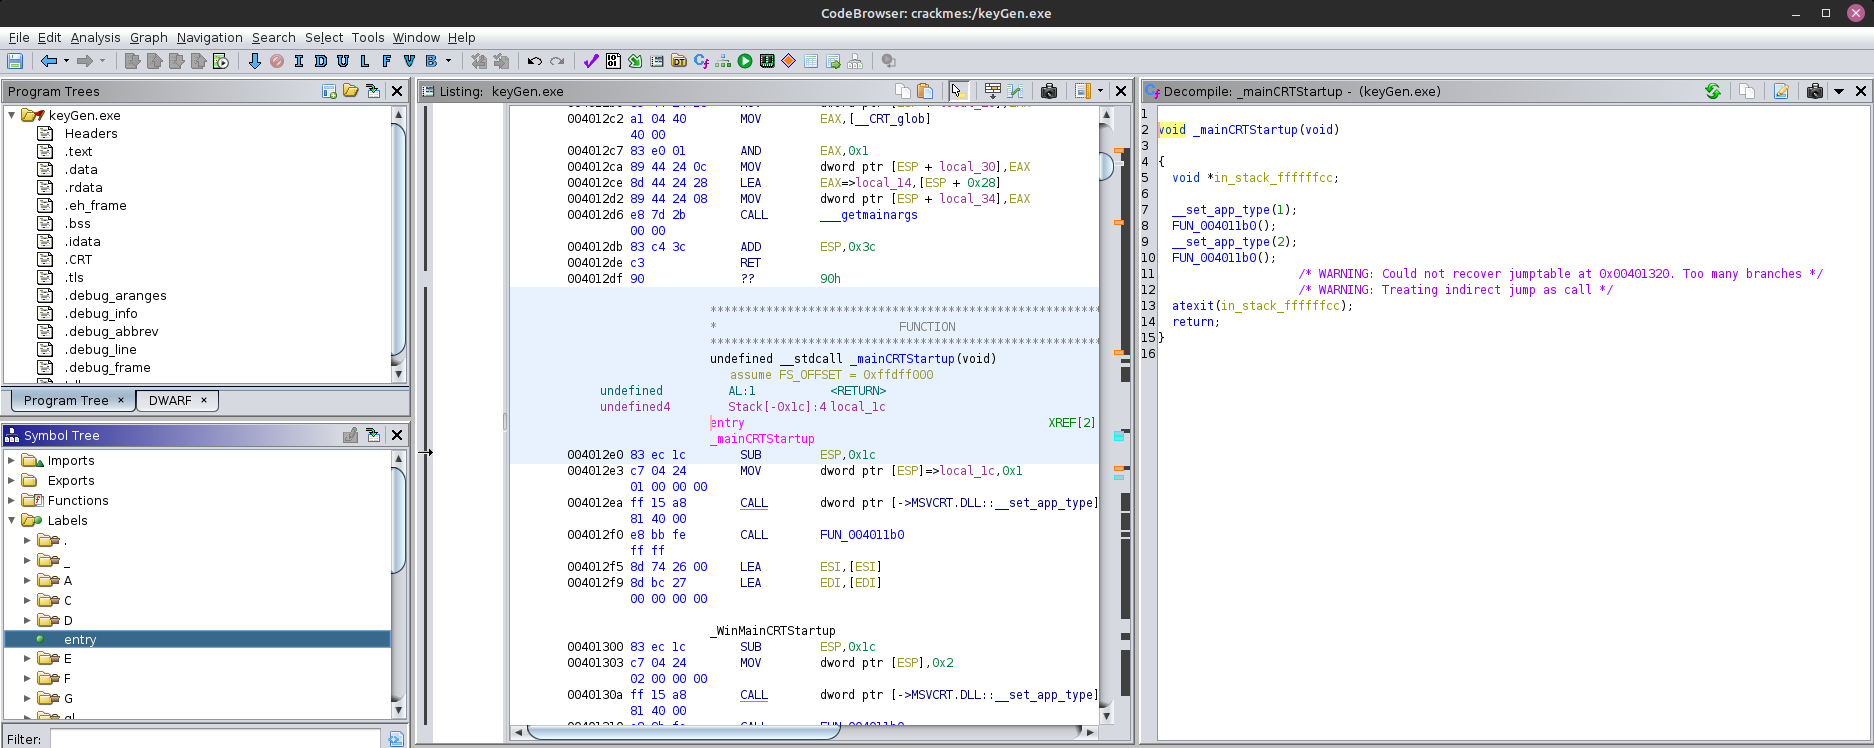 CodeBrowser: crackmes:/keyGen.exe
File Edit Analysis Graph Navigation Search Select Tools Window Help
I D U L F V B
Program Trees
keyGen.exe
Headers
.text
.data
.rdata
.eh_frame
.bss
.idata
.CRT
.tls
.debug_aranges
.debug_info
.debug_abbrev
.debug_line
.debug_frame
Program Tree × DWARF ×
Symbol Tree
Imports
Exports
Functions
Labels
.
_
A
C
D
entry
E
F
G
Filter:
Listing: keyGen.exe
004012c2 a1 04 40 MOV EAX,[__CRT_glob]
40 00
004012c7 83 e0 01 AND EAX,0x1
004012ca 89 44 24 0c MOV dword ptr [ESP + local_30],EAX
004012ce 8d 44 24 28 LEA EAX=>local_14,[ESP + 0x28]
004012d2 89 44 24 08 MOV dword ptr [ESP + local_34],EAX
004012d6 e8 7d 2b CALL ___getmainargs
00 00
004012db 83 c4 3c ADD ESP,0x3c
004012de c3 RET
004012df 90 ?? 90h
* FUNCTION
undefined __stdcall _mainCRTStartup(void)
assume FS_OFFSET = 0xffdff000
undefined AL:1 <RETURN>
undefined4 Stack[-0x1c]:4 local_1c
entry XREF[2]
_mainCRTStartup
004012e0 83 ec 1c SUB ESP,0x1c
004012e3 c7 04 24 MOV dword ptr [ESP]=>local_1c,0x1
01 00 00 00
004012ea ff 15 a8 CALL dword ptr [->MSVCRT.DLL::__set_app_type]
81 40 00
004012f0 e8 bb fe CALL FUN_004011b0
ff ff
004012f5 8d 74 26 00 LEA ESI,[ESI]
004012f9 8d bc 27 LEA EDI,[EDI]
00 00 00 00
_WinMainCRTStartup
00401300 83 ec 1c SUB ESP,0x1c
00401303 c7 04 24 MOV dword ptr [ESP],0x2
02 00 00 00
0040130a ff 15 a8 CALL dword ptr [->MSVCRT.DLL::__set_app_type]
81 40 00
Decompile: _mainCRTStartup - (keyGen.exe)
1
2 void _mainCRTStartup(void)
3
4 {
5 void *in_stack_ffffffcc;
6
7 __set_app_type(1);
8 FUN_004011b0();
9 __set_app_type(2);
10 FUN_004011b0();
11 /* WARNING: Could not recover jumptable at 0x00401320. Too many branches */
12 /* WARNING: Treating indirect jump as call */
13 atexit(in_stack_ffffffcc);
14 return;
15 }
16